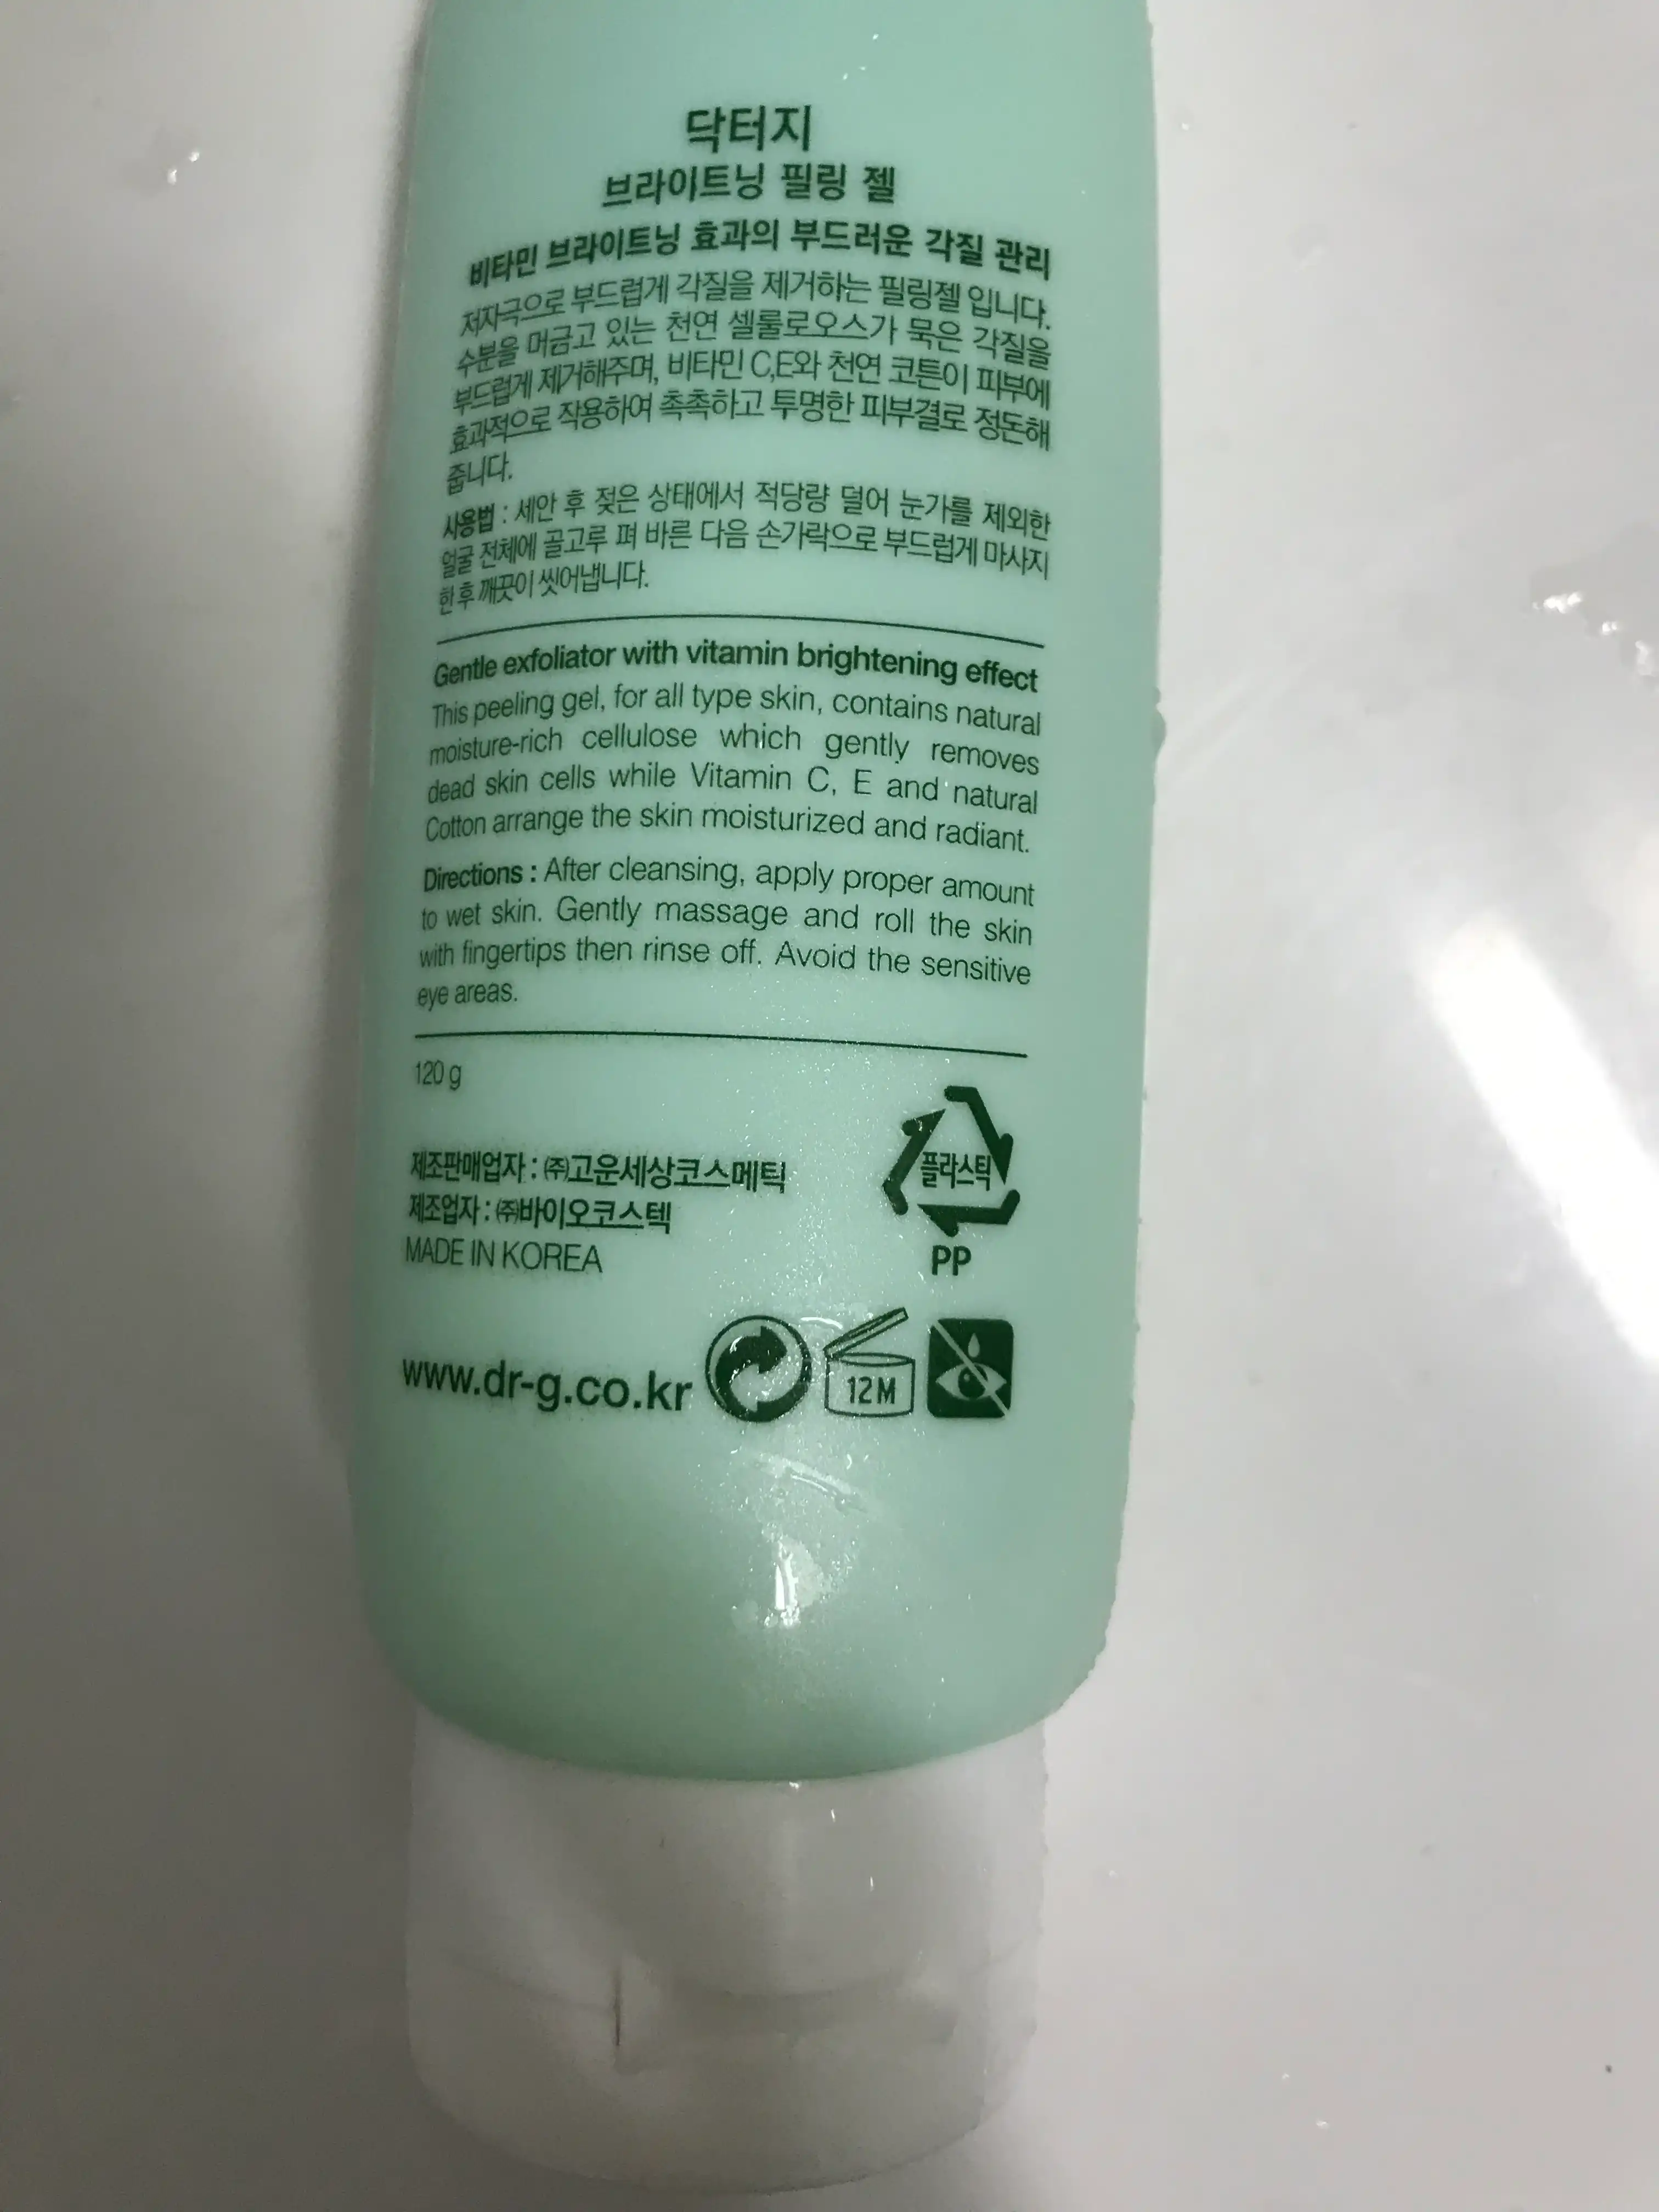 닥터지
브라이트닝 필링 젤
비타민 브라이트닝 효과의 부드러운 각질 관리
저자극으로 부드럽게 각질을 제거하는 필링젤 입니다.
수분을 머금고 있는 천연 셀룰로오스가 묵은 각질을
부드럽게 제거해주며, 비타민 C,E와 천연 코튼이 피부에
효과적으로 작용하여 촉촉하고 투명한 피부결로 정돈해
줍니다.
사용법 : 세안 후 젖은 상태에서 적당량 덜어 눈가를 제외한
얼굴 전체에 골고루 펴 바른 다음 손가락으로 부드럽게 마사지
한 후 깨끗이 씻어냅니다.
Gentle exfoliator with vitamin brightening effect
This peeling gel, for all type skin, contains natural
moisture-rich cellulose which gently removes
dead skin cells while Vitamin C, E and natural
Cotton arrange the skin moisturized and radiant.
Directions : After cleansing, apply proper amount
to wet skin. Gently massage and roll the skin
with fingertips then rinse off. Avoid the sensitive
eye areas.
120 g
제조판매업자 : ㈜고운세상코스메틱
제조업자 : ㈜바이오코스텍
MADE IN KOREA
플라스틱
PP
www.dr-g.co.kr
12M